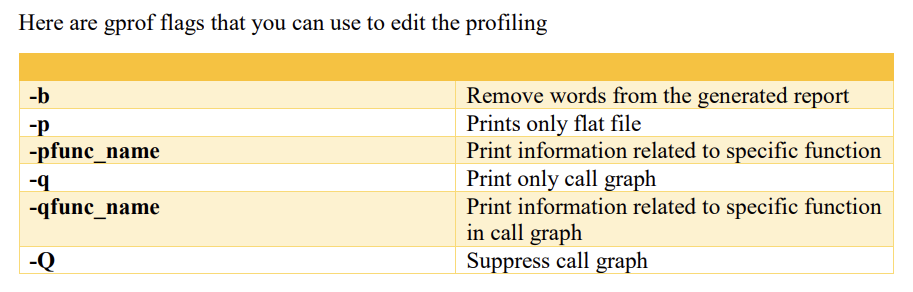 Here are gprof flags that you can use to edit the profiling
-b Remove words from the generated report
-p Prints only flat file
-pfunc_name Print information related to specific function
-q Print only call graph
-qfunc_name Print information related to specific function
in call graph
-Q Suppress call graph